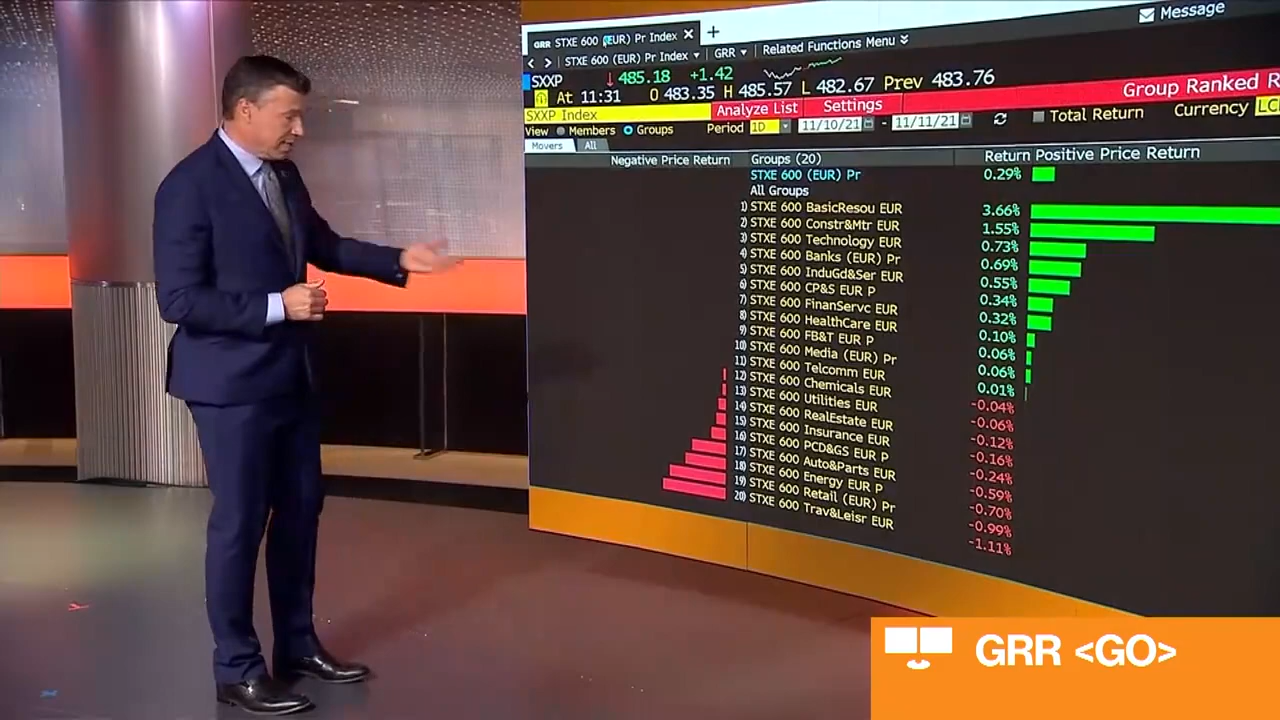 Message
GRR STXE 600 (EUR) Pr Index × +
< > STXE 600 (EUR) Pr Index ▾ GRR ▾ Related Functions Menu
SXXP ↓ 485.18 +1.42
At 11:31 O 483.35 H 485.57 L 482.67 Prev 483.76
SXXP Index Analyze List Settings Group Ranked R
View Members Groups Period 1D 11/10/21 - 11/11/21 Total Return Currency LC
Movers All
Negative Price Return Groups (20) Return Positive Price Return
STXE 600 (EUR) Pr 0.29%
All Groups
1) STXE 600 BasicResou EUR 3.66%
2) STXE 600 Constr&Mtr EUR 1.55%
3) STXE 600 Technology EUR 0.73%
4) STXE 600 Banks (EUR) Pr 0.69%
5) STXE 600 InduGd&Ser EUR 0.55%
6) STXE 600 CP&S EUR P 0.34%
7) STXE 600 FinanServc EUR 0.32%
8) STXE 600 HealthCare EUR 0.10%
9) STXE 600 FB&T EUR P 0.06%
10) STXE 600 Media (EUR) Pr 0.06%
11) STXE 600 Telcomm EUR 0.01%
12) STXE 600 Chemicals EUR -0.04%
13) STXE 600 Utilities EUR -0.06%
14) STXE 600 RealEstate EUR -0.12%
15) STXE 600 Insurance EUR -0.16%
16) STXE 600 PCD&GS EUR P -0.24%
17) STXE 600 Auto&Parts EUR -0.59%
18) STXE 600 Energy EUR P -0.70%
19) STXE 600 Retail (EUR) Pr -0.99%
20) STXE 600 Trav&Leisr EUR -1.11%
GRR <GO>